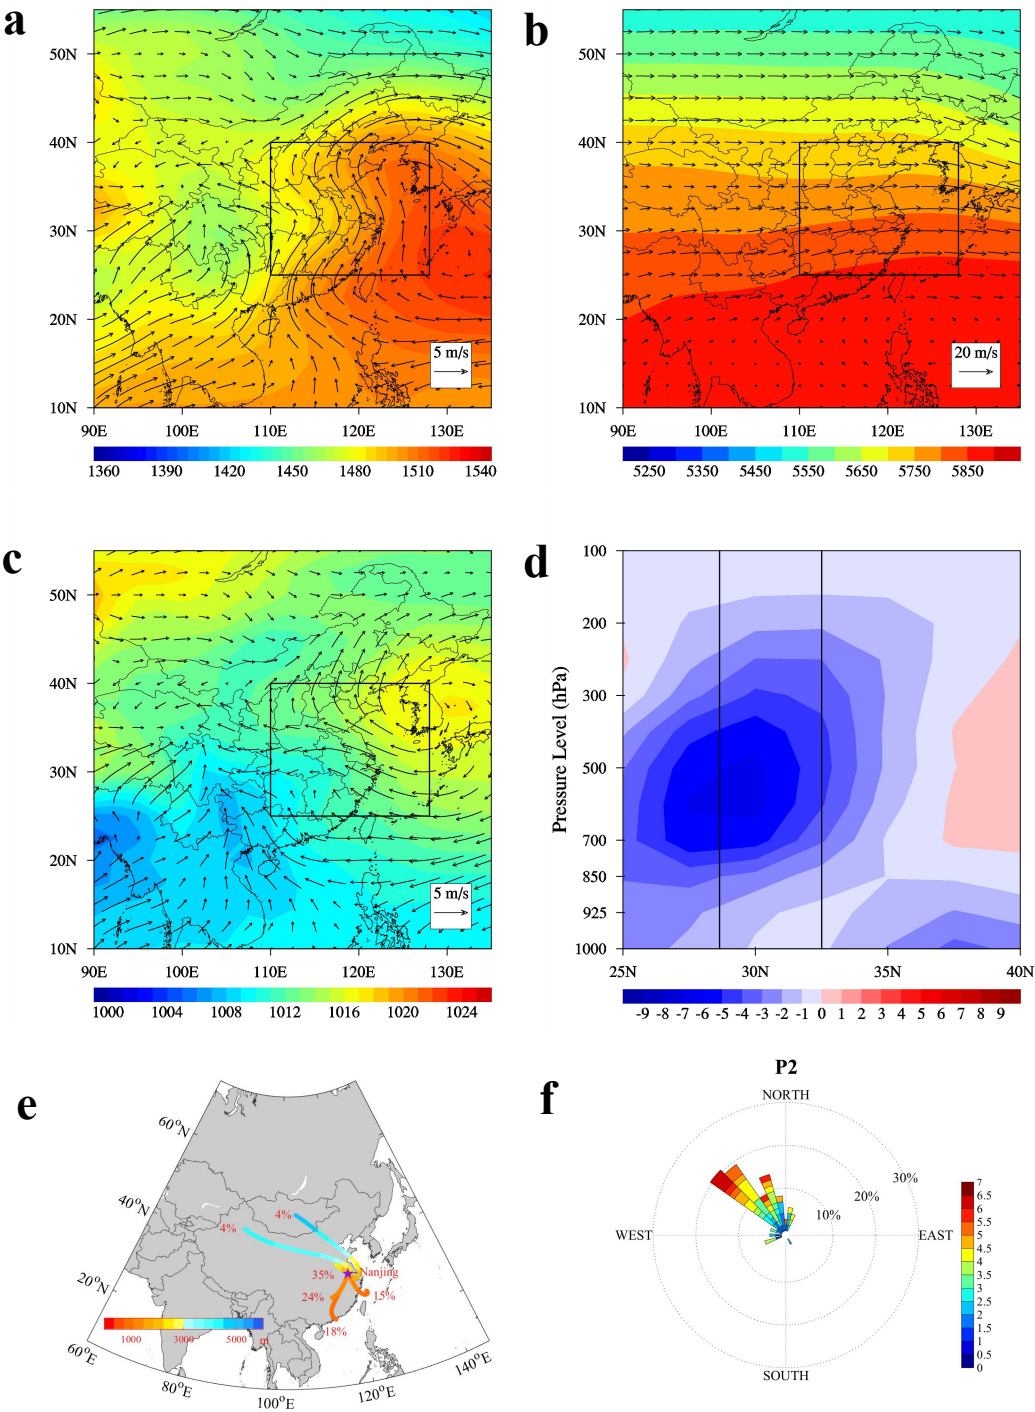 a
50N
40N
30N
20N
10N
90E 100E 110E 120E 130E
5 m/s
1360 1390 1420 1450 1480 1510 1540
b
50N
40N
30N
20N
10N
90E 100E 110E 120E 130E
20 m/s
5250 5350 5450 5550 5650 5750 5850
c
50N
40N
30N
20N
10N
90E 100E 110E 120E 130E
5 m/s
1000 1004 1008 1012 1016 1020 1024
d
Pressure Level (hPa)
100
200
300
500
700
850
925
1000
25N 30N 35N 40N
-9 -8 -7 -6 -5 -4 -3 -2 -1 0 1 2 3 4 5 6 7 8 9
e
60°N
40°N
20°N
60°E
80°E
100°E
120°E
140°E
4%
4%
35%
Nanjing
24%
15%
18%
1000 3000 5000 m
f
P2
NORTH
30%
20%
10%
WEST
EAST
SOUTH
7
6.5
6
5.5
5
4.5
4
3.5
3
2.5
2
1.5
1
0.5
0